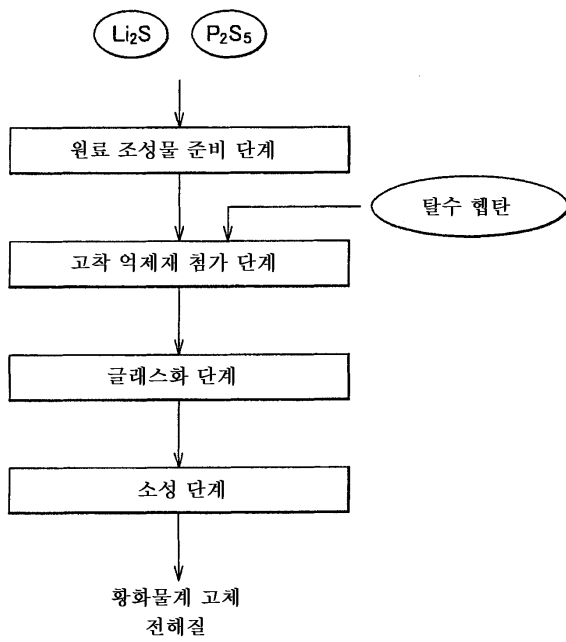 Li₂S P₂S₅
원료 조성물 준비 단계
탈수 헵탄
고착 억제재 첨가 단계
글래스화 단계
소성 단계
황화물계 고체
전해질